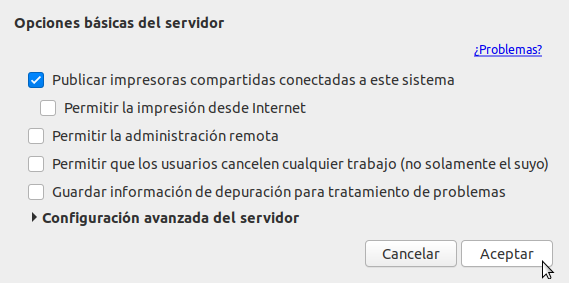 Opciones básicas del servidor
¿Problemas?
Publicar impresoras compartidas conectadas a este sistema
Permitir la impresión desde Internet
Permitir la administración remota
Permitir que los usuarios cancelen cualquier trabajo (no solamente el suyo)
Guardar información de depuración para tratamiento de problemas
Configuración avanzada del servidor
Cancelar Aceptar